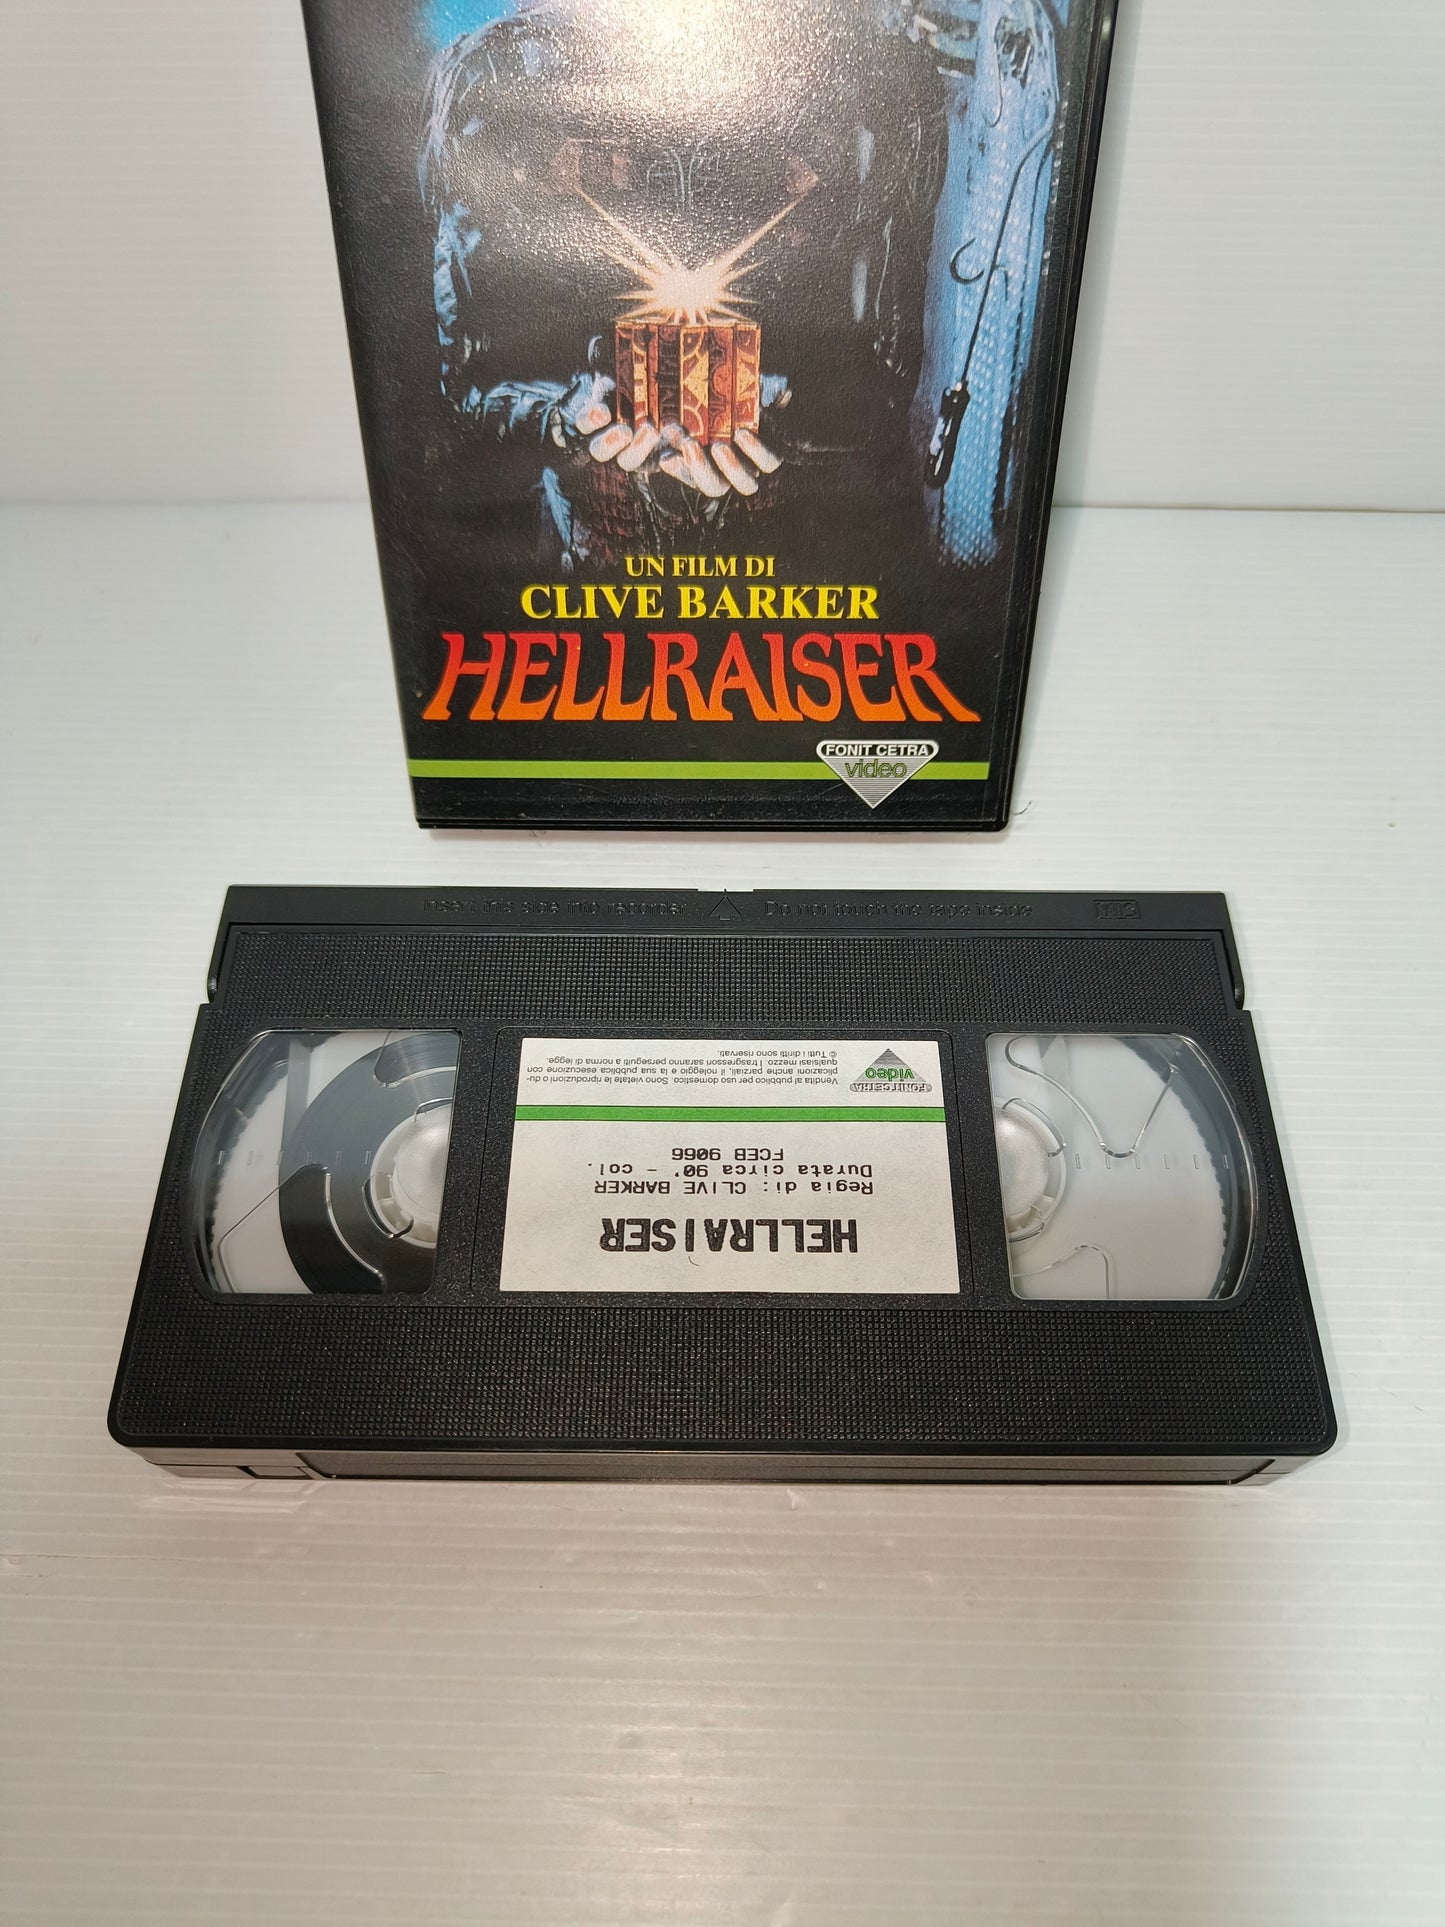 UN FILM DI
CLIVE BARKER
HELLRAISER
FONIT CETRA
video
Insert this side into recorder Do not touch the tape inside VHS
HELLRAISER
Regia di: CLIVE BARKER
Durata circa 90' - col.
FCEB 9066
FONIT CETRA
video
Vendita al pubblico per uso domestico. Sono vietate le riproduzioni o du-
plicazioni anche parziali, il noleggio e la sua pubblica esecuzione con
qualsiasi mezzo. I trasgressori saranno perseguiti a norma di legge.
© Tutti i diritti sono riservati.